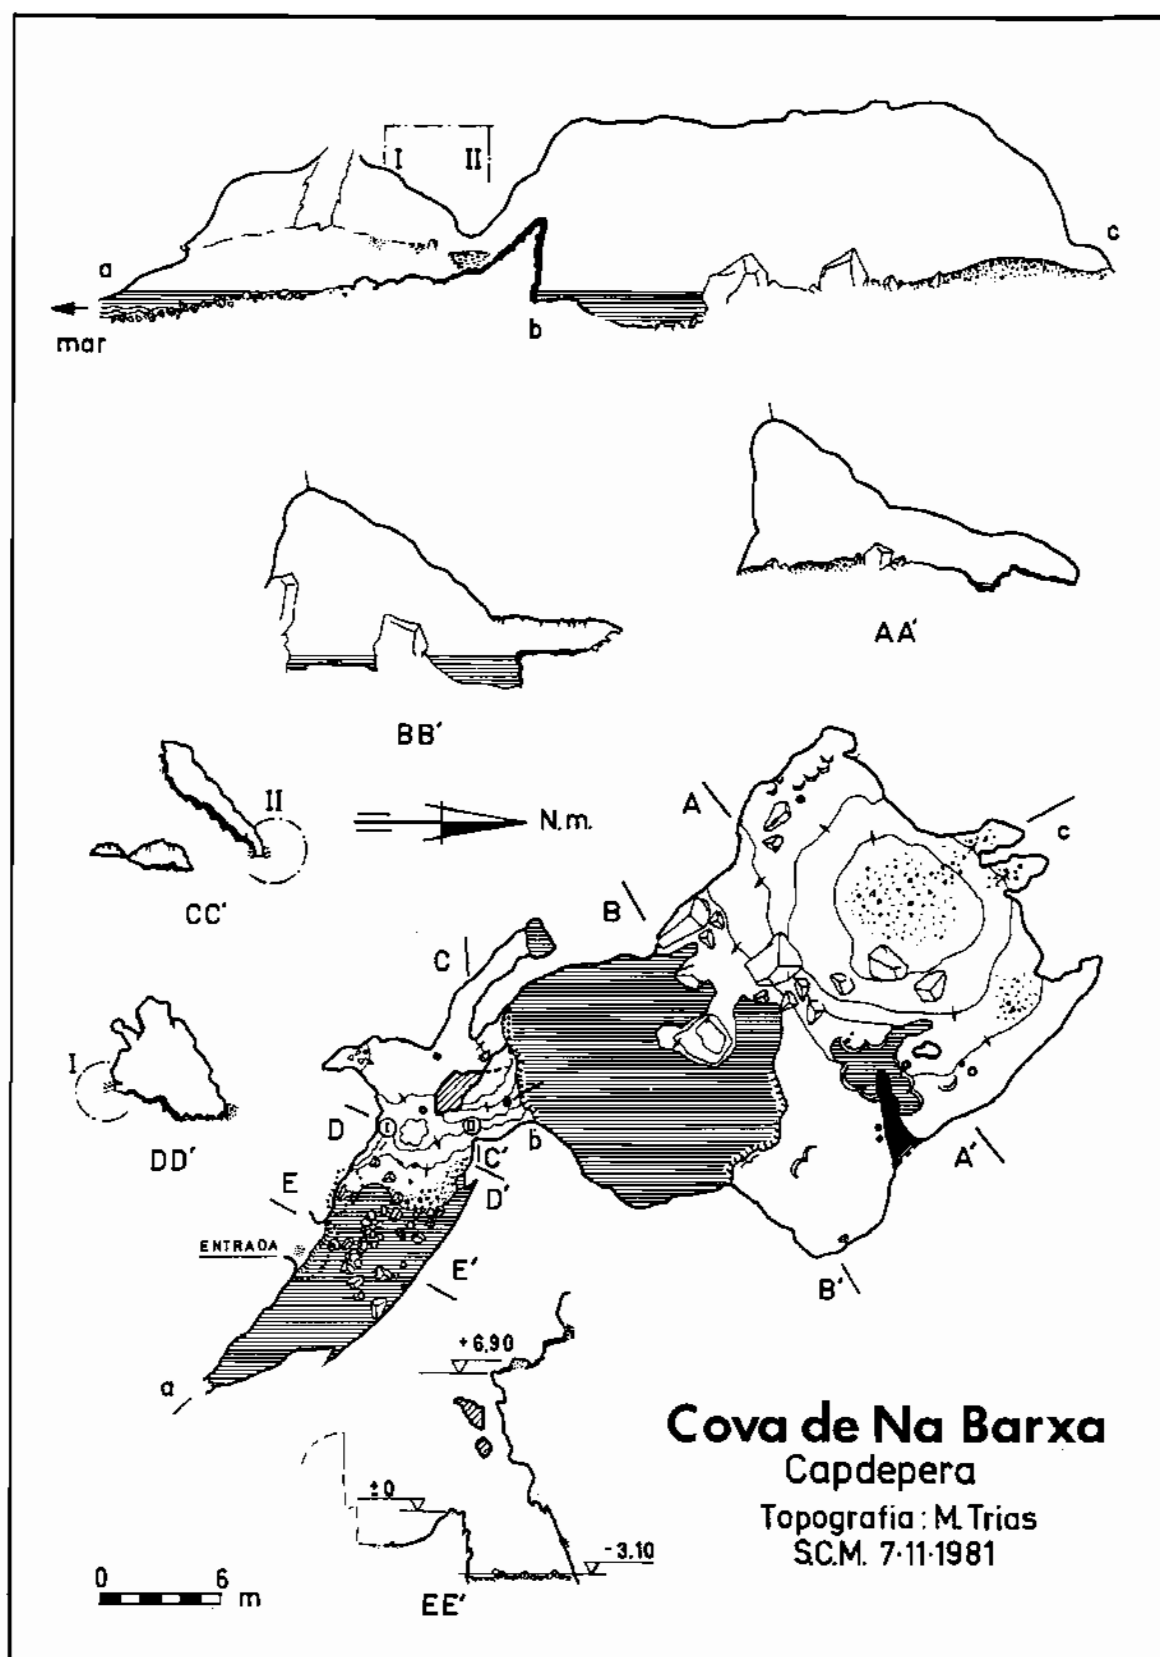 I II
a
c
mar
b
AA'
BB'
II
CC'
N.m.
A
c
B
C
I
DD'
D
I
II
b
C'
D'
A'
E
ENTRADA
E'
B'
a
+6,90
±0
-3.10
EE'
0 6
m
Cova de Na Barxa
Capdepera
Topografia: M. Trias
S.C.M. 7·11·1981